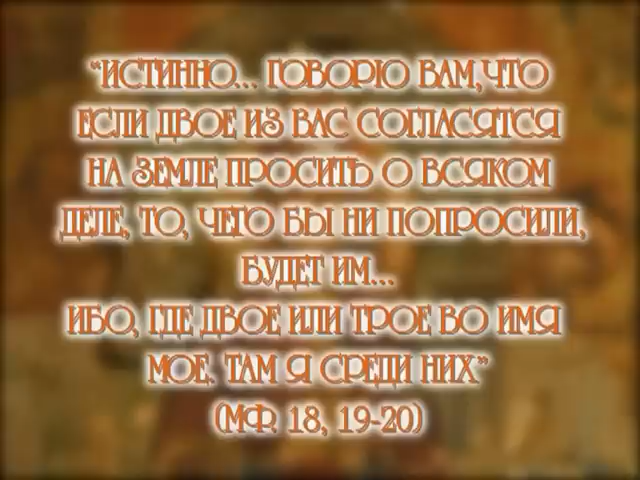 “ИСТИННО... ГОВОРЮ ВАМ,ЧТО
ЕСЛИ ДВОЕ ИЗ ВАС СОГЛАСЯТСЯ
НА ЗЕМЛЕ ПРОСИТЬ О ВСЯКОМ
ДЕЛЕ, ТО, ЧЕГО БЫ НИ ПОПРОСИЛИ,
БУДЕТ ИМ...
ИБО, ГДЕ ДВОЕ ИЛИ ТРОЕ ВО ИМЯ
МОЕ. ТАМ Я СРЕДИ НИХ”
(МФ. 18, 19-20)